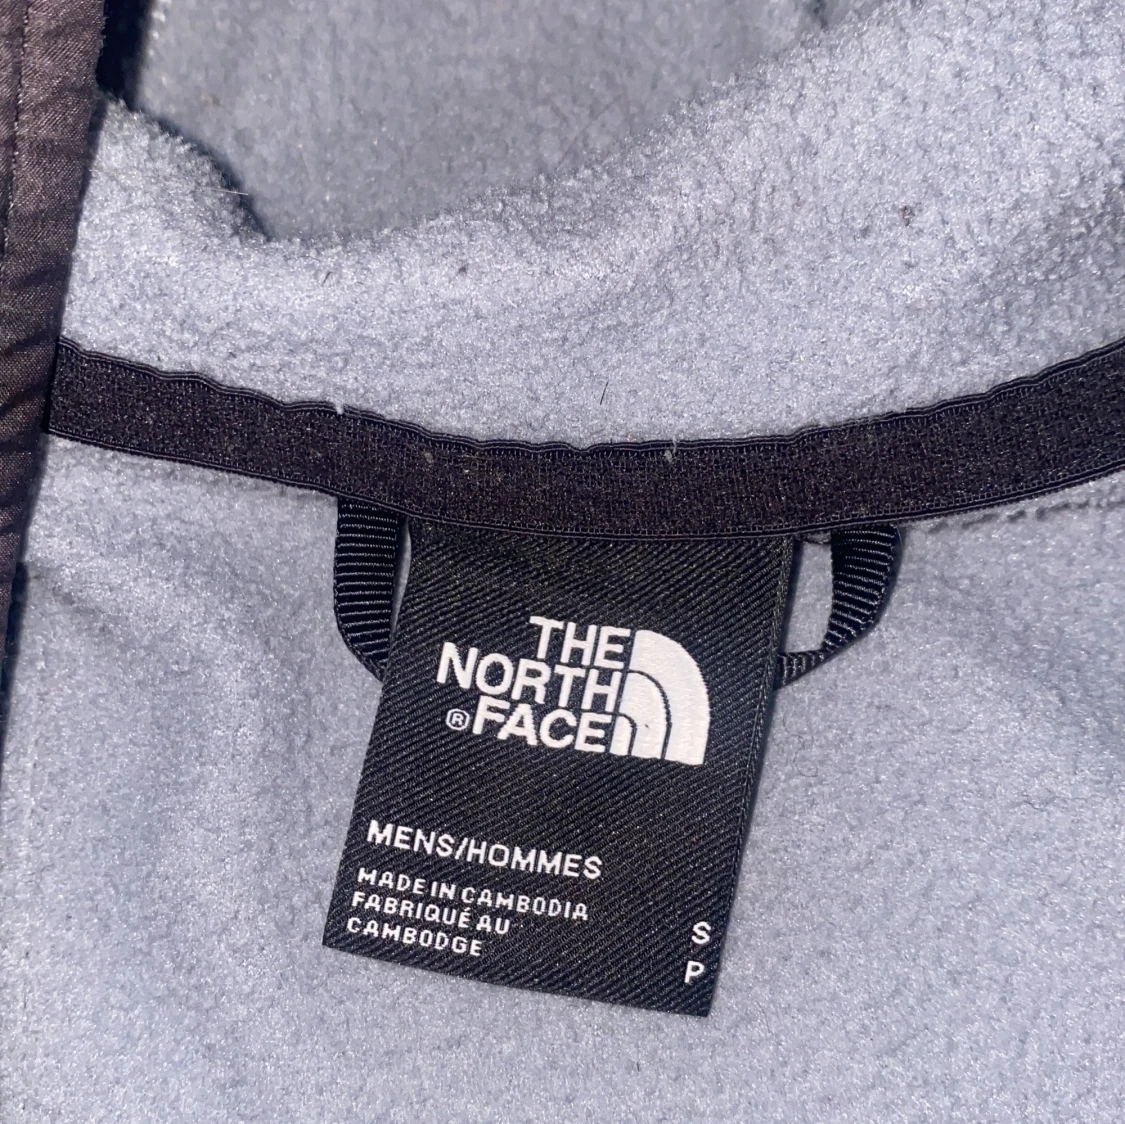 THE
NORTH
®FACE
MENS/HOMMES
MADE IN CAMBODIA
FABRIQUÉ AU
CAMBODGE
S
P